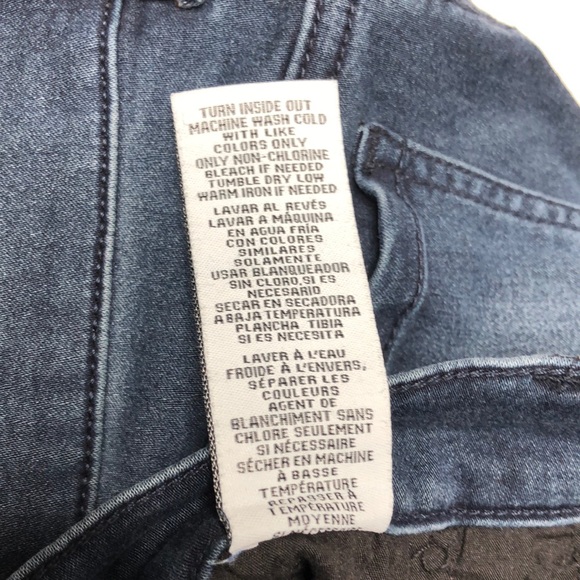 TURN INSIDE OUT
MACHINE WASH COLD
WITH LIKE
COLORS ONLY
ONLY NON-CHLORINE
BLEACH IF NEEDED
TUMBLE DRY LOW
WARM IRON IF NEEDED
LAVAR AL REVÉS
LAVAR A MÁQUINA
EN AGUA FRÍA
CON COLORES
SIMILARES
SOLAMENTE
USAR BLANQUEADOR
SIN CLORO, SI ES
NECESARIO
SECAR EN SECADORA
A BAJA TEMPERATURA
PLANCHA TIBIA
SI ES NECESITA
LAVER À L'EAU
FROIDE À L'ENVERS,
SÉPARER LES
COULEURS
AGENT DE
BLANCHIMENT SANS
CHLORE SEULEMENT
SI NÉCESSAIRE
SÉCHER EN MACHINE
À BASSE
TEMPÉRATURE
REPASSER À
TEMPÉRATURE
MOYENNE
SI NÉCESSAIRE